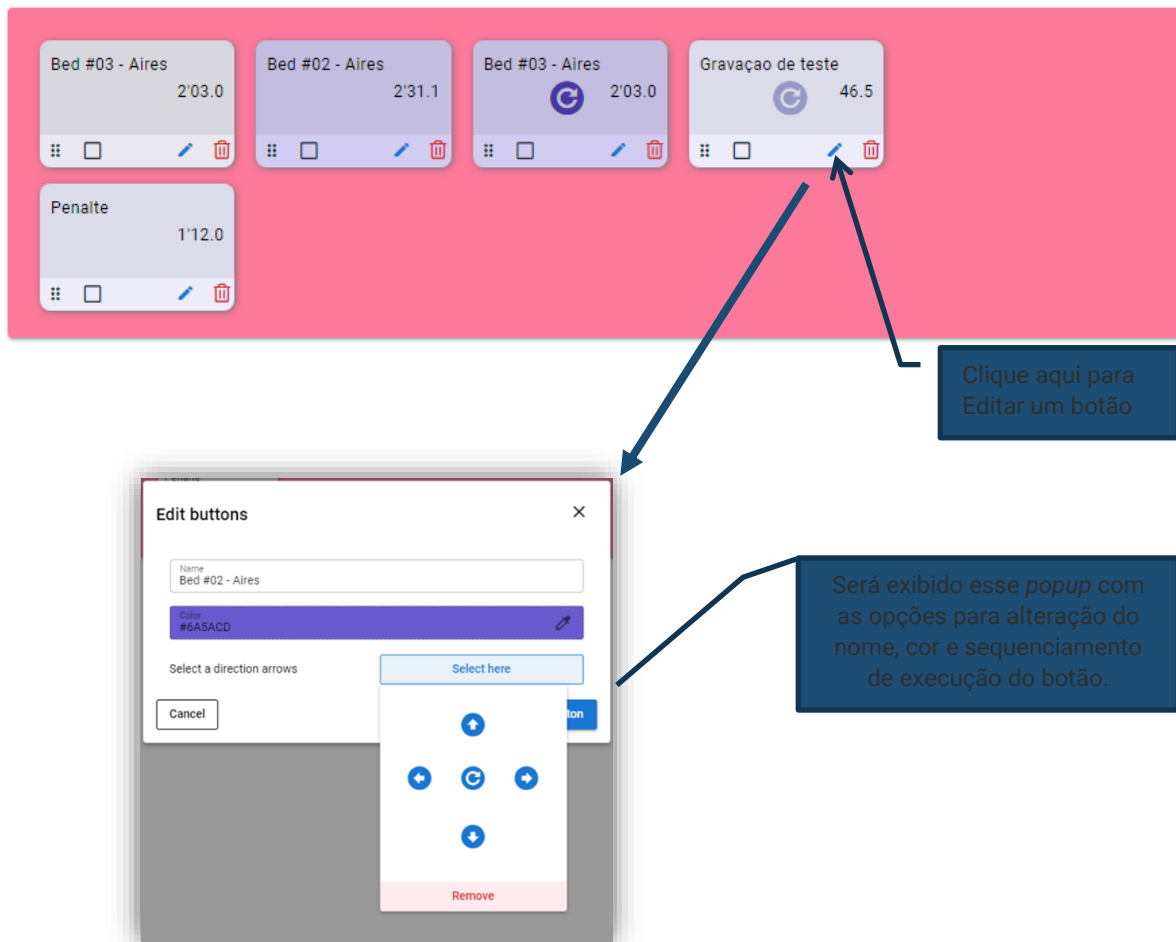 Bed #03 - Aires
2'03.0
Bed #02 - Aires
2'31.1
Bed #03 - Aires
2'03.0
Gravaçao de teste
46.5
Penalte
1'12.0
Clique aqui para
Editar um botão
Edit buttons
Name
Bed #02 - Aires
Color
#6A5ACD
Select a direction arrows
Select here
Cancel
ton
Remove
Será exibido esse popup com
as opções para alteração do
nome, cor e sequenciamento
de execução do botão.